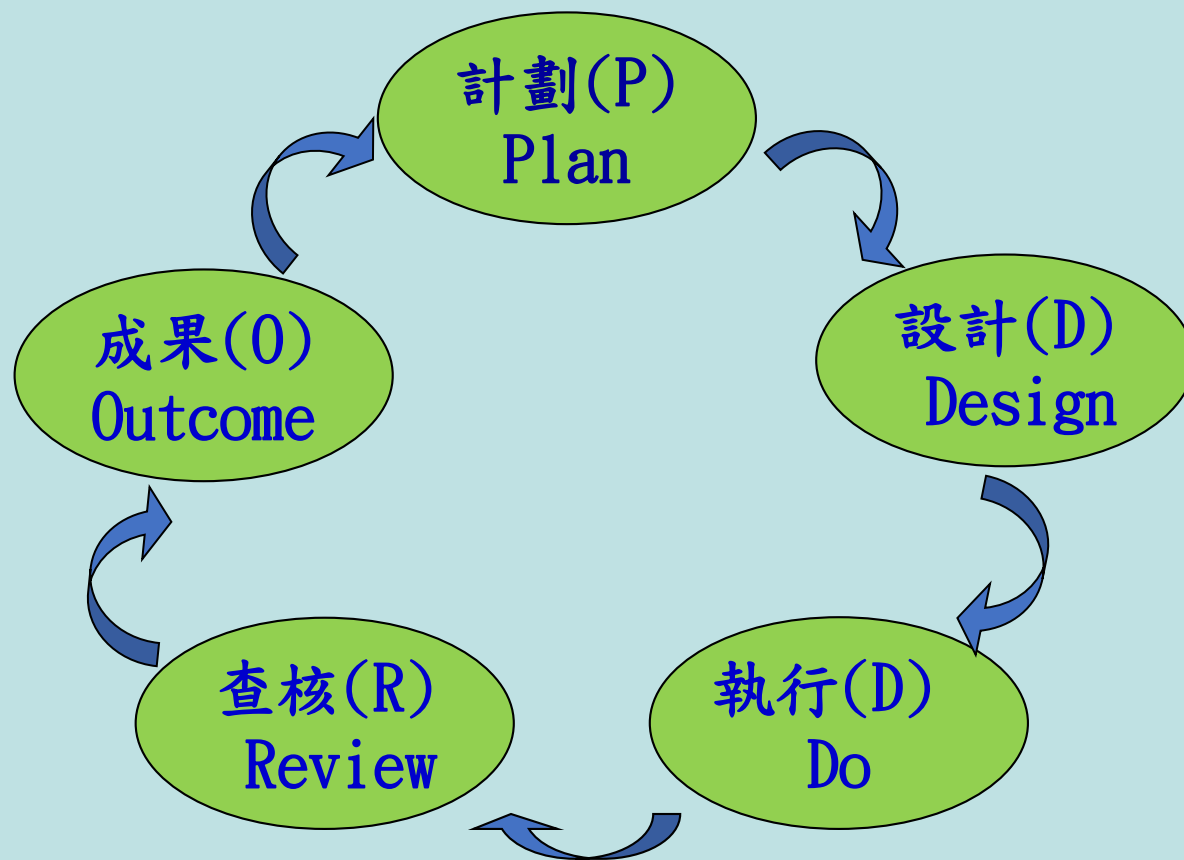 計劃(P)
Plan
設計(D)
Design
執行(D)
Do
查核(R)
Review
成果(O)
Outcome